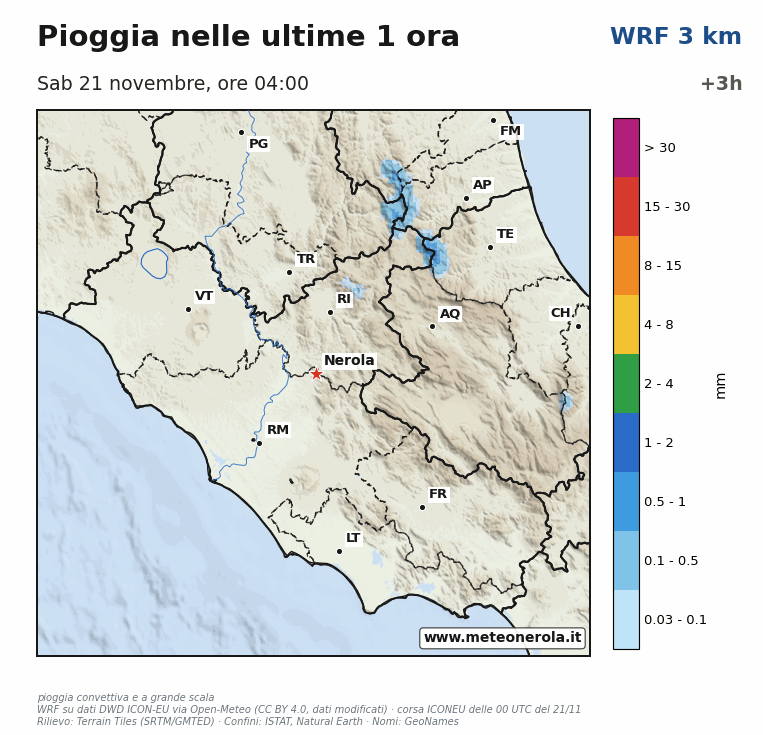 Pioggia nelle ultime 1 ora
WRF 3 km
Sab 21 novembre, ore 04:00
+3h
FM
PG
AP
TE
TR
VT
RI
AQ
CH
Nerola
RM
FR
LT
www.meteonerola.it
> 30
15 - 30
8 - 15
4 - 8
2 - 4
1 - 2
0.5 - 1
0.1 - 0.5
0.03 - 0.1
mm
pioggia convettiva e a grande scala
WRF su dati DWD ICON-EU via Open-Meteo (CC BY 4.0, dati modificati) · corsa ICONEU delle 00 UTC del 21/11
Rilievo: Terrain Tiles (SRTM/GMTED) · Confini: ISTAT, Natural Earth · Nomi: GeoNames